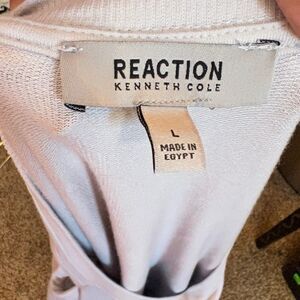 REACTION
KENNETH COLE
L
MADE IN
EGYPT